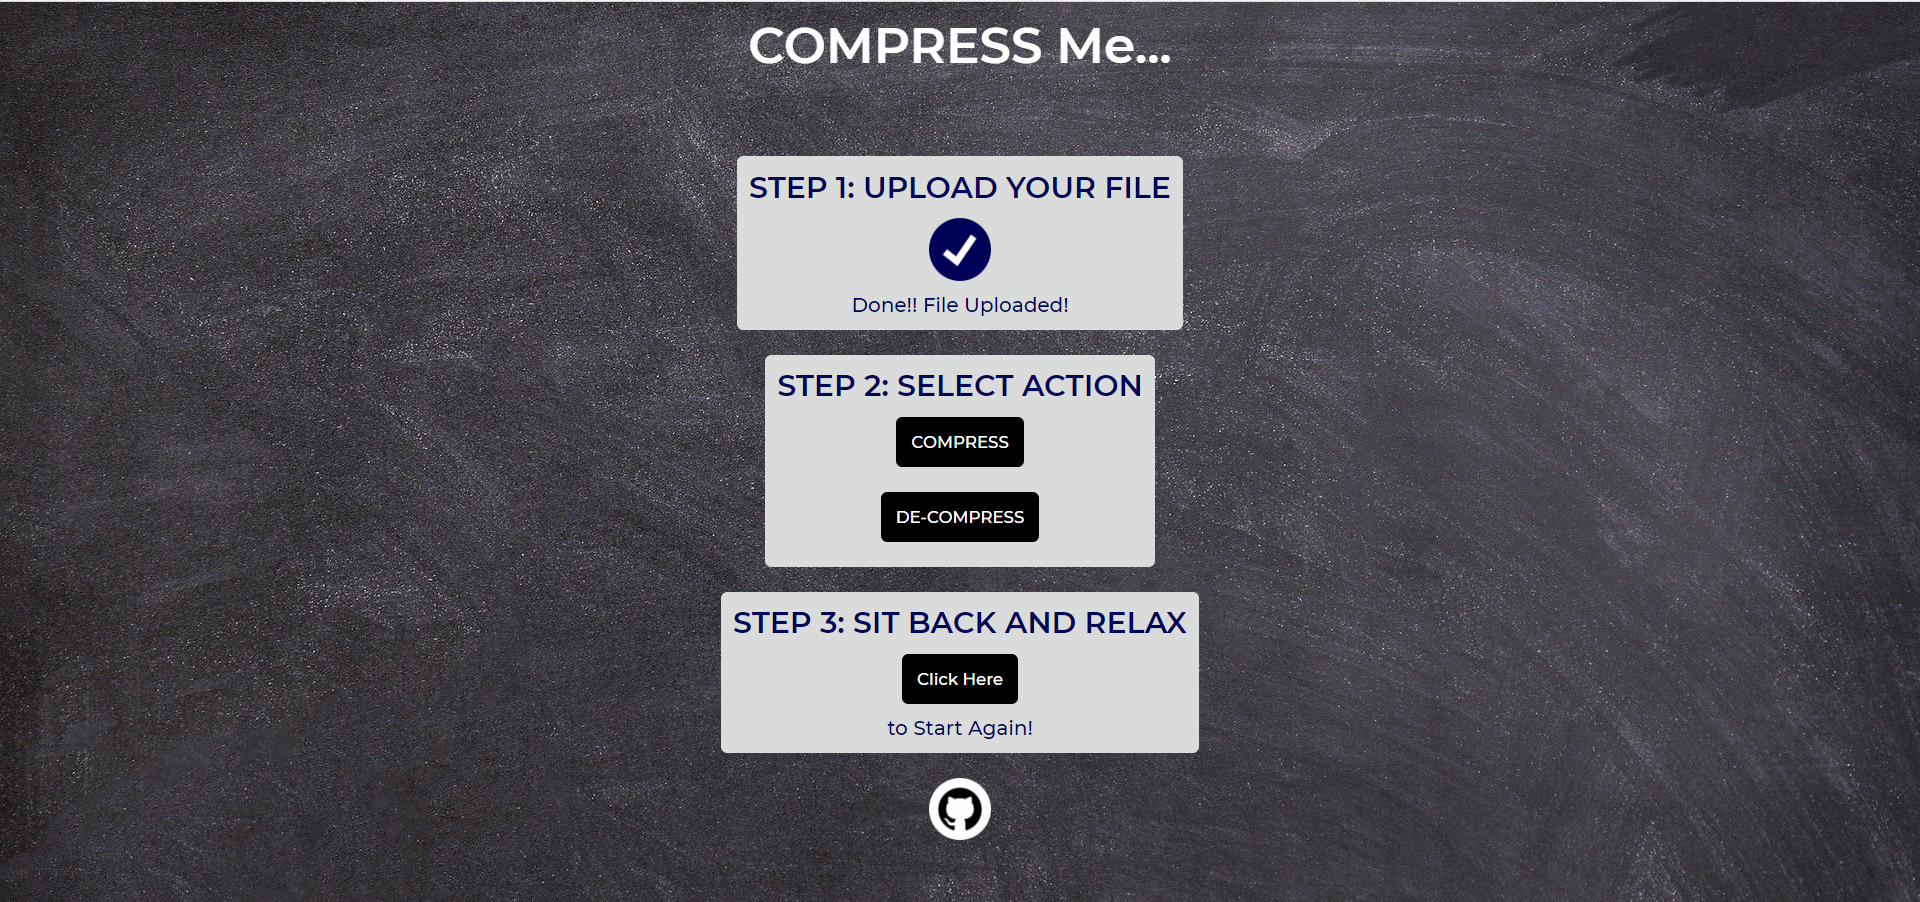 COMPRESS Me...
STEP 1: UPLOAD YOUR FILE
Done!! File Uploaded!
STEP 2: SELECT ACTION
COMPRESS
DE-COMPRESS
STEP 3: SIT BACK AND RELAX
Click Here
to Start Again!